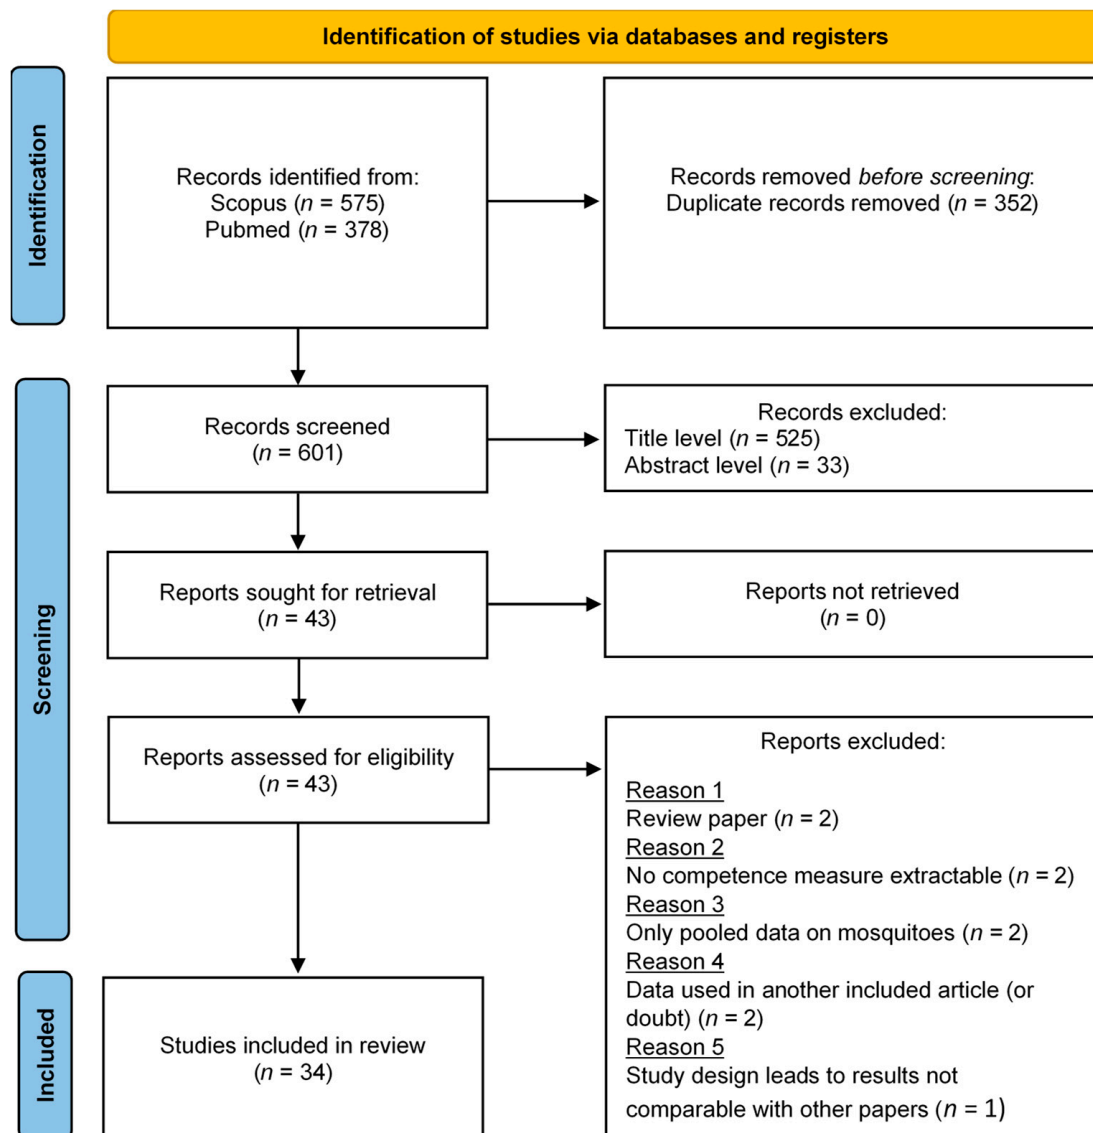 Identification of studies via databases and registers
Identification
Records identified from:
Scopus (n = 575)
Pubmed (n = 378)
Records removed before screening:
Duplicate records removed (n = 352)
Screening
Records screened
(n = 601)
Records excluded:
Title level (n = 525)
Abstract level (n = 33)
Reports sought for retrieval
(n = 43)
Reports not retrieved
(n = 0)
Reports assessed for eligibility
(n = 43)
Reports excluded:
Reason 1
Review paper (n = 2)
Reason 2
No competence measure extractable (n = 2)
Reason 3
Only pooled data on mosquitoes (n = 2)
Reason 4
Data used in another included article (or
doubt) (n = 2)
Reason 5
Study design leads to results not
comparable with other papers (n = 1)
Included
Studies included in review
(n = 34)